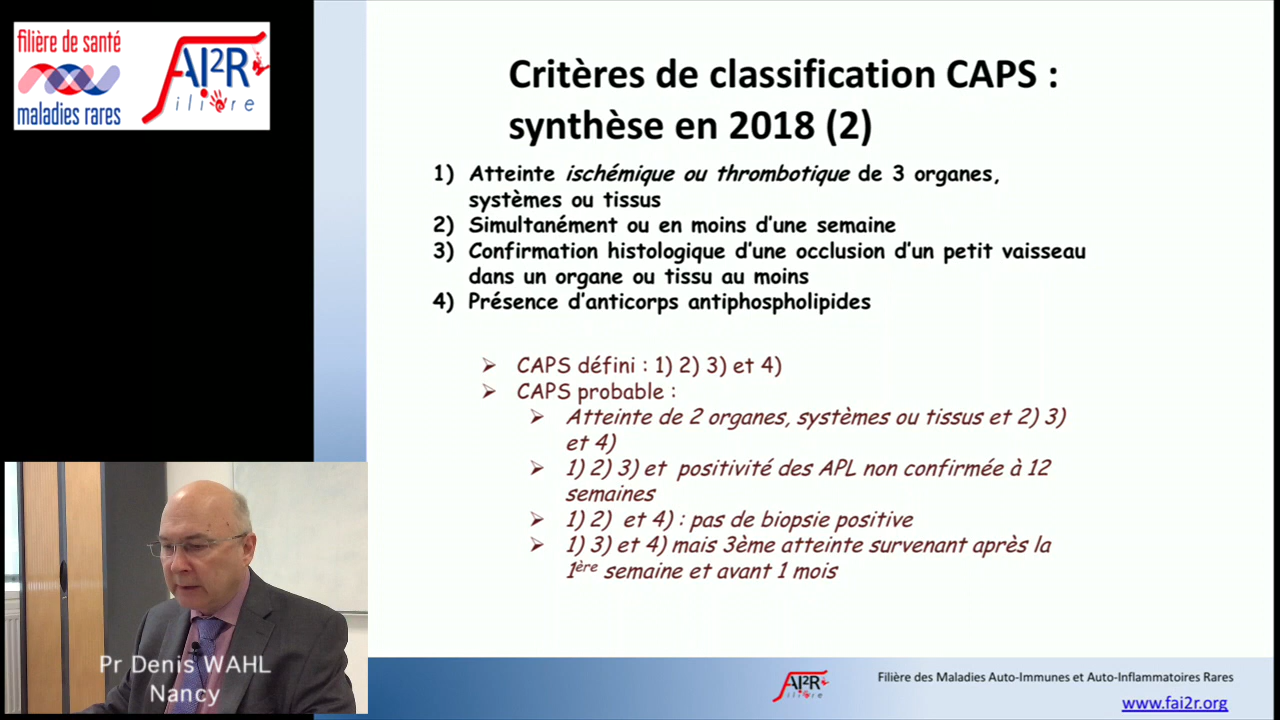 filière de santé
maladies rares
FAI²R
filière
Critères de classification CAPS :
synthèse en 2018 (2)
1) Atteinte ischémique ou thrombotique de 3 organes,
systèmes ou tissus
2) Simultanément ou en moins d'une semaine
3) Confirmation histologique d'une occlusion d'un petit vaisseau
dans un organe ou tissu au moins
4) Présence d'anticorps antiphospholipides
➢ CAPS défini : 1) 2) 3) et 4)
➢ CAPS probable :
➢ Atteinte de 2 organes, systèmes ou tissus et 2) 3)
et 4)
➢ 1) 2) 3) et positivité des APL non confirmée à 12
semaines
➢ 1) 2) et 4) : pas de biopsie positive
➢ 1) 3) et 4) mais 3ème atteinte survenant après la
1ère semaine et avant 1 mois
Pr Denis WAHL
Nancy
FAI²R
filière
Filière des Maladies Auto-Immunes et Auto-Inflammatoires Rares
www.fai2r.org